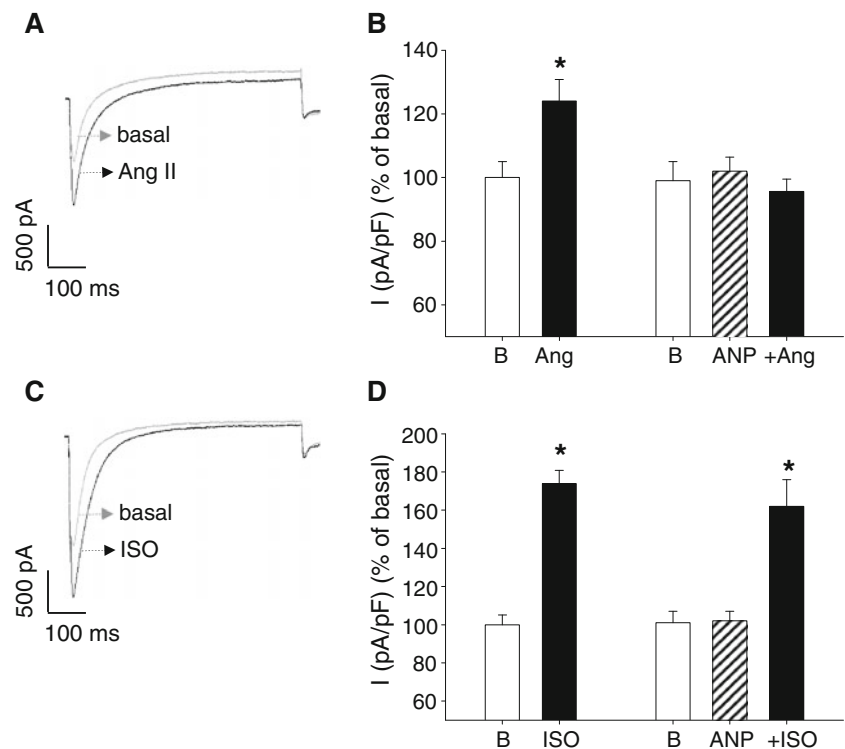 A
basal
Ang II
500 pA
100 ms
B
I (pA/pF) (% of basal)
140
120
100
80
60
*
B Ang B ANP +Ang
C
basal
ISO
500 pA
100 ms
D
I (pA/pF) (% of basal)
200
180
160
140
120
100
80
60
*
*
B ISO B ANP +ISO